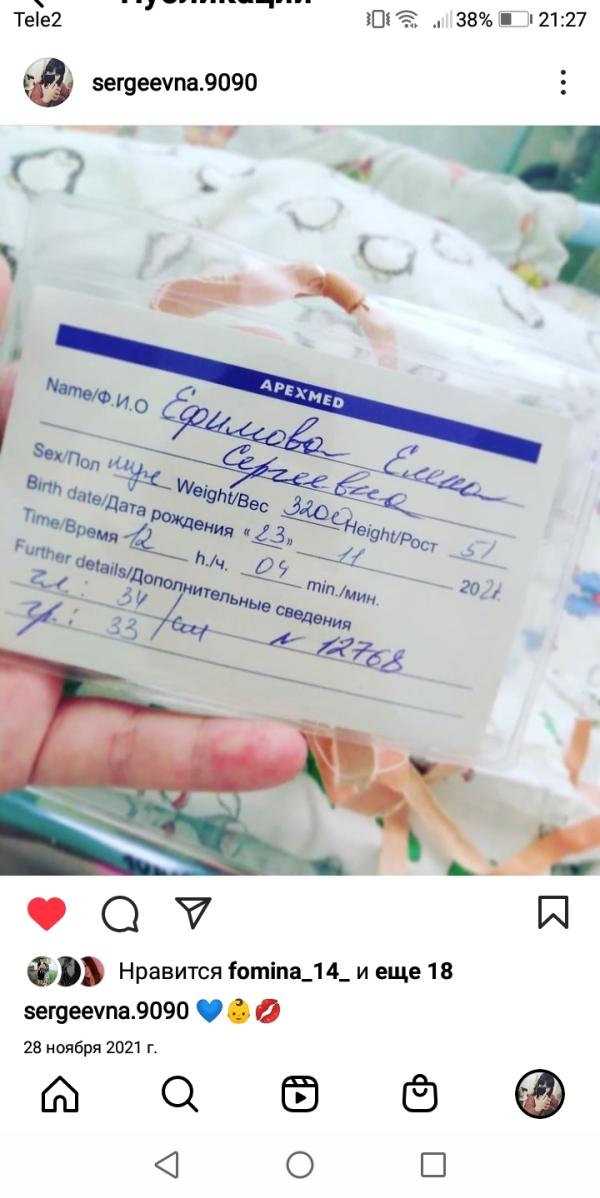 Публикации
Tele2 38% 21:27
sergeevna.9090
APEXMED
Name/Ф.И.О Ефимова Елена
Сергеевна
Sex/Пол муж Weight/Вес 3200 Height/Рост 51
Birth date/Дата рождения «23» 11 2021.
Time/Время 12 h./ч. 04 min./мин.
Further details/Дополнительные сведения
гл.: 34 /см N 12768
гр.: 33
Нравится fomina_14_ и еще 18
sergeevna.9090 💙👶💋
28 ноября 2021 г.